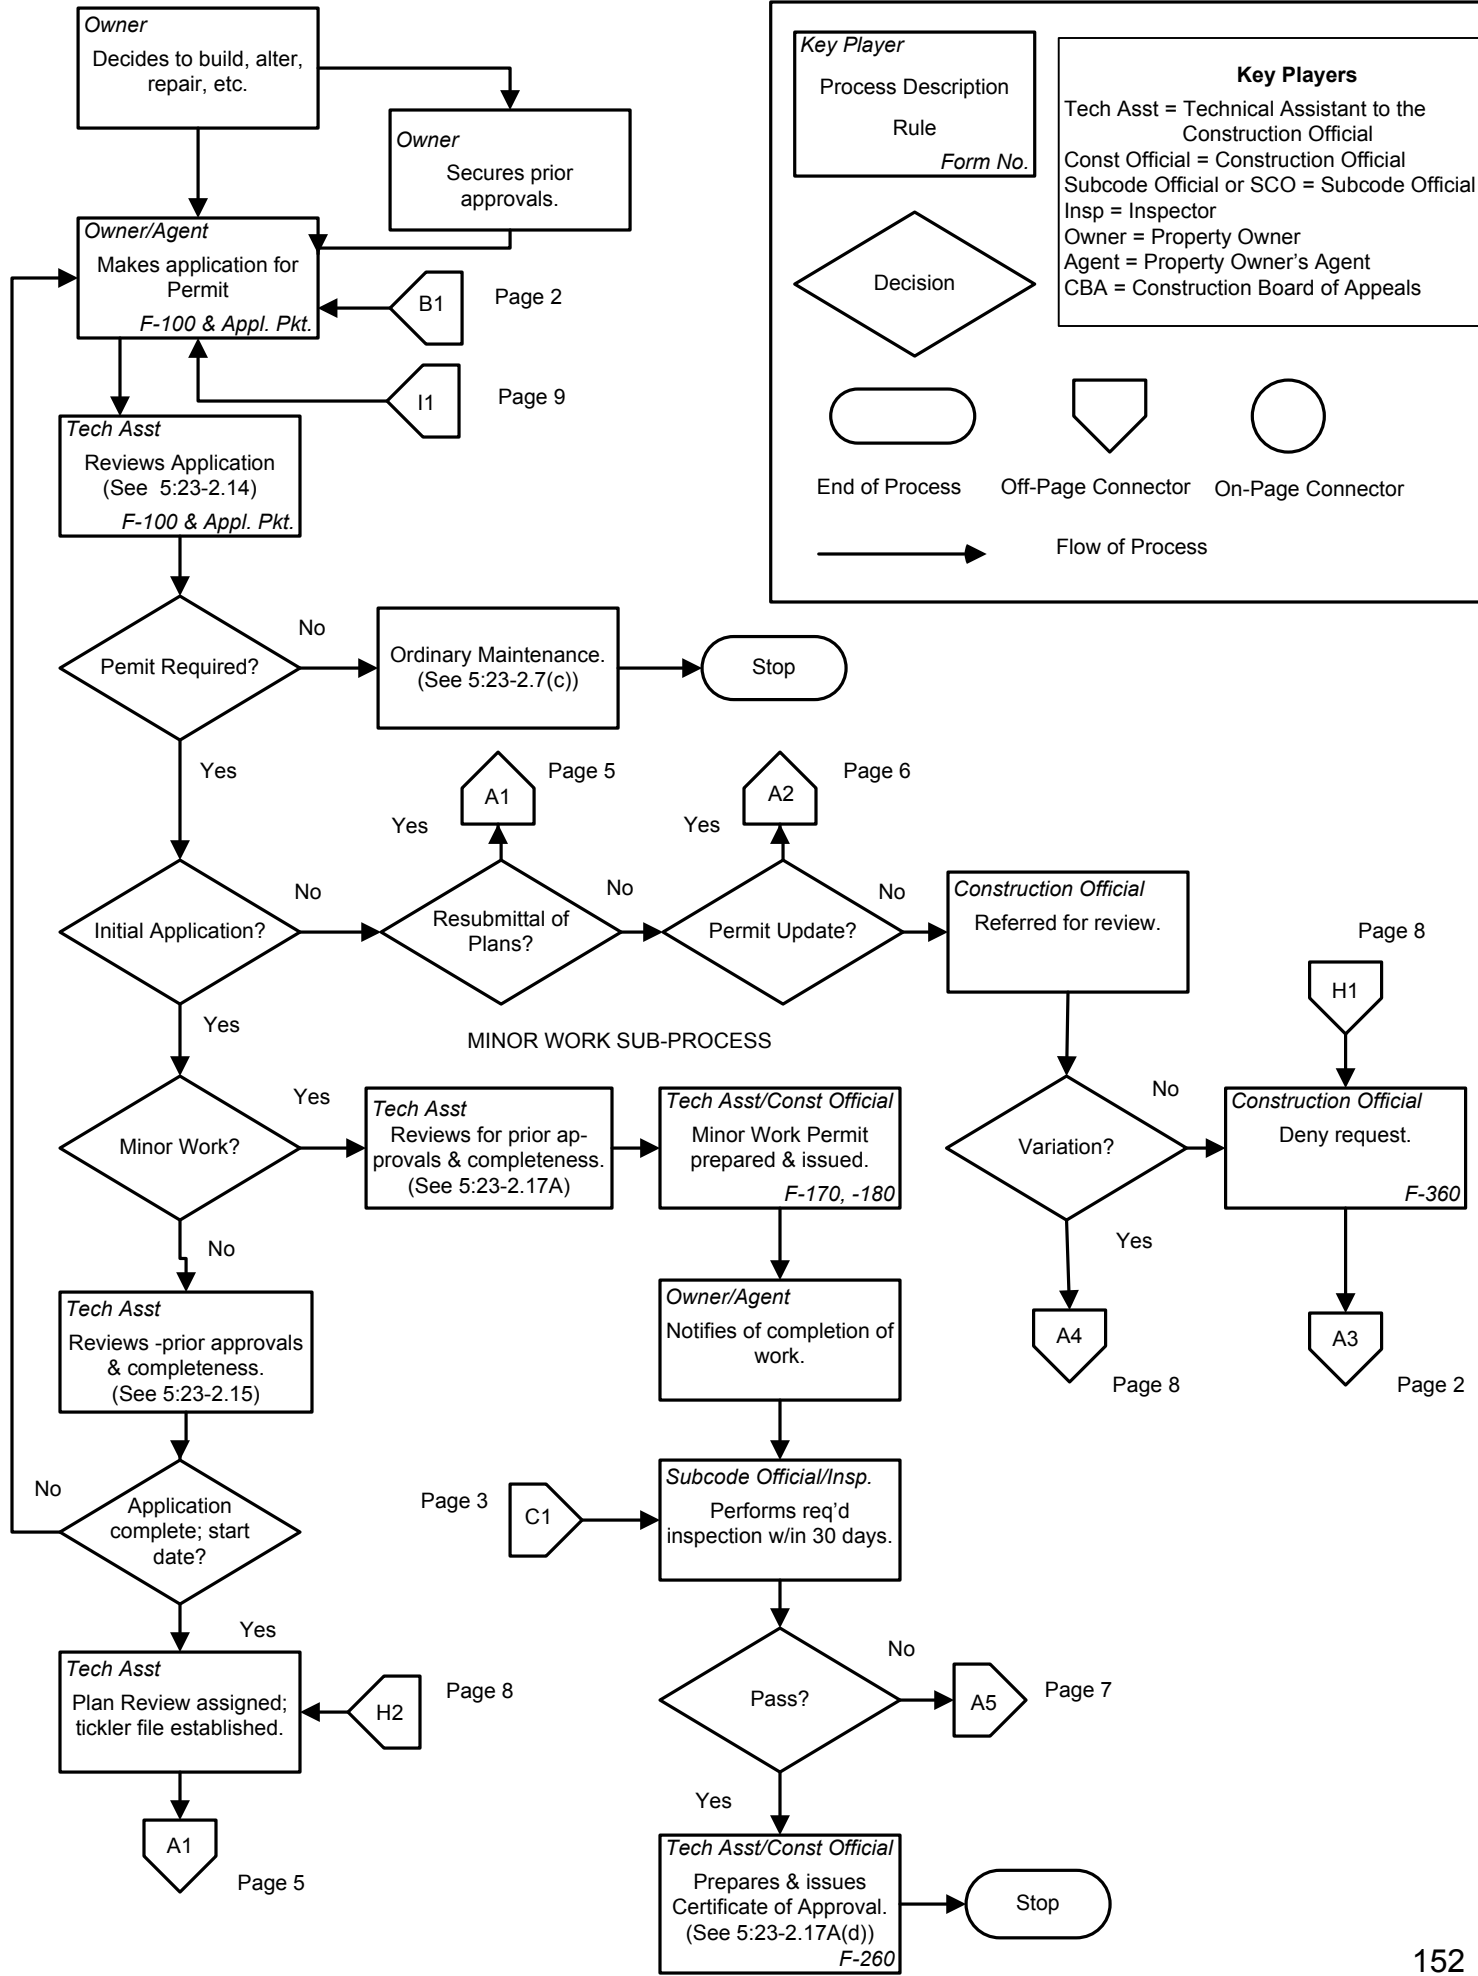 Owner
Decides to build, alter,
repair, etc.
Owner
Secures prior
approvals.
Owner/Agent
Makes application for
Permit
F-100 & Appl. Pkt.
B1
Page 2
I1
Page 9
Tech Asst
Reviews Application
(See 5:23-2.14)
F-100 & Appl. Pkt.
Key Player
Process Description
Rule
Form No.
Key Players
Tech Asst = Technical Assistant to the
Construction Official
Const Official = Construction Official
Subcode Official or SCO = Subcode Official
Insp = Inspector
Owner = Property Owner
Agent = Property Owner's Agent
CBA = Construction Board of Appeals
Decision
End of Process
Off-Page Connector
On-Page Connector
Flow of Process
Pemit Required?
No
Ordinary Maintenance.
(See 5:23-2.7(c))
Stop
Yes
A1
Page 5
A2
Page 6
Yes
Yes
Initial Application?
No
Resubmittal of
Plans?
No
Permit Update?
No
Construction Official
Referred for review.
Page 8
H1
Yes
MINOR WORK SUB-PROCESS
Minor Work?
Yes
Tech Asst
Reviews for prior ap-
provals & completeness.
(See 5:23-2.17A)
Tech Asst/Const Official
Minor Work Permit
prepared & issued.
F-170, -180
Variation?
No
Construction Official
Deny request.
F-360
No
Yes
Tech Asst
Reviews -prior approvals
& completeness.
(See 5:23-2.15)
Owner/Agent
Notifies of completion of
work.
A4
Page 8
A3
Page 2
No
Application
complete; start
date?
Page 3
C1
Subcode Official/Insp.
Performs req'd
inspection w/in 30 days.
Yes
Tech Asst
Plan Review assigned;
tickler file established.
H2
Page 8
Pass?
No
A5
Page 7
Yes
A1
Page 5
Tech Asst/Const Official
Prepares & issues
Certificate of Approval.
(See 5:23-2.17A(d))
F-260
Stop
152